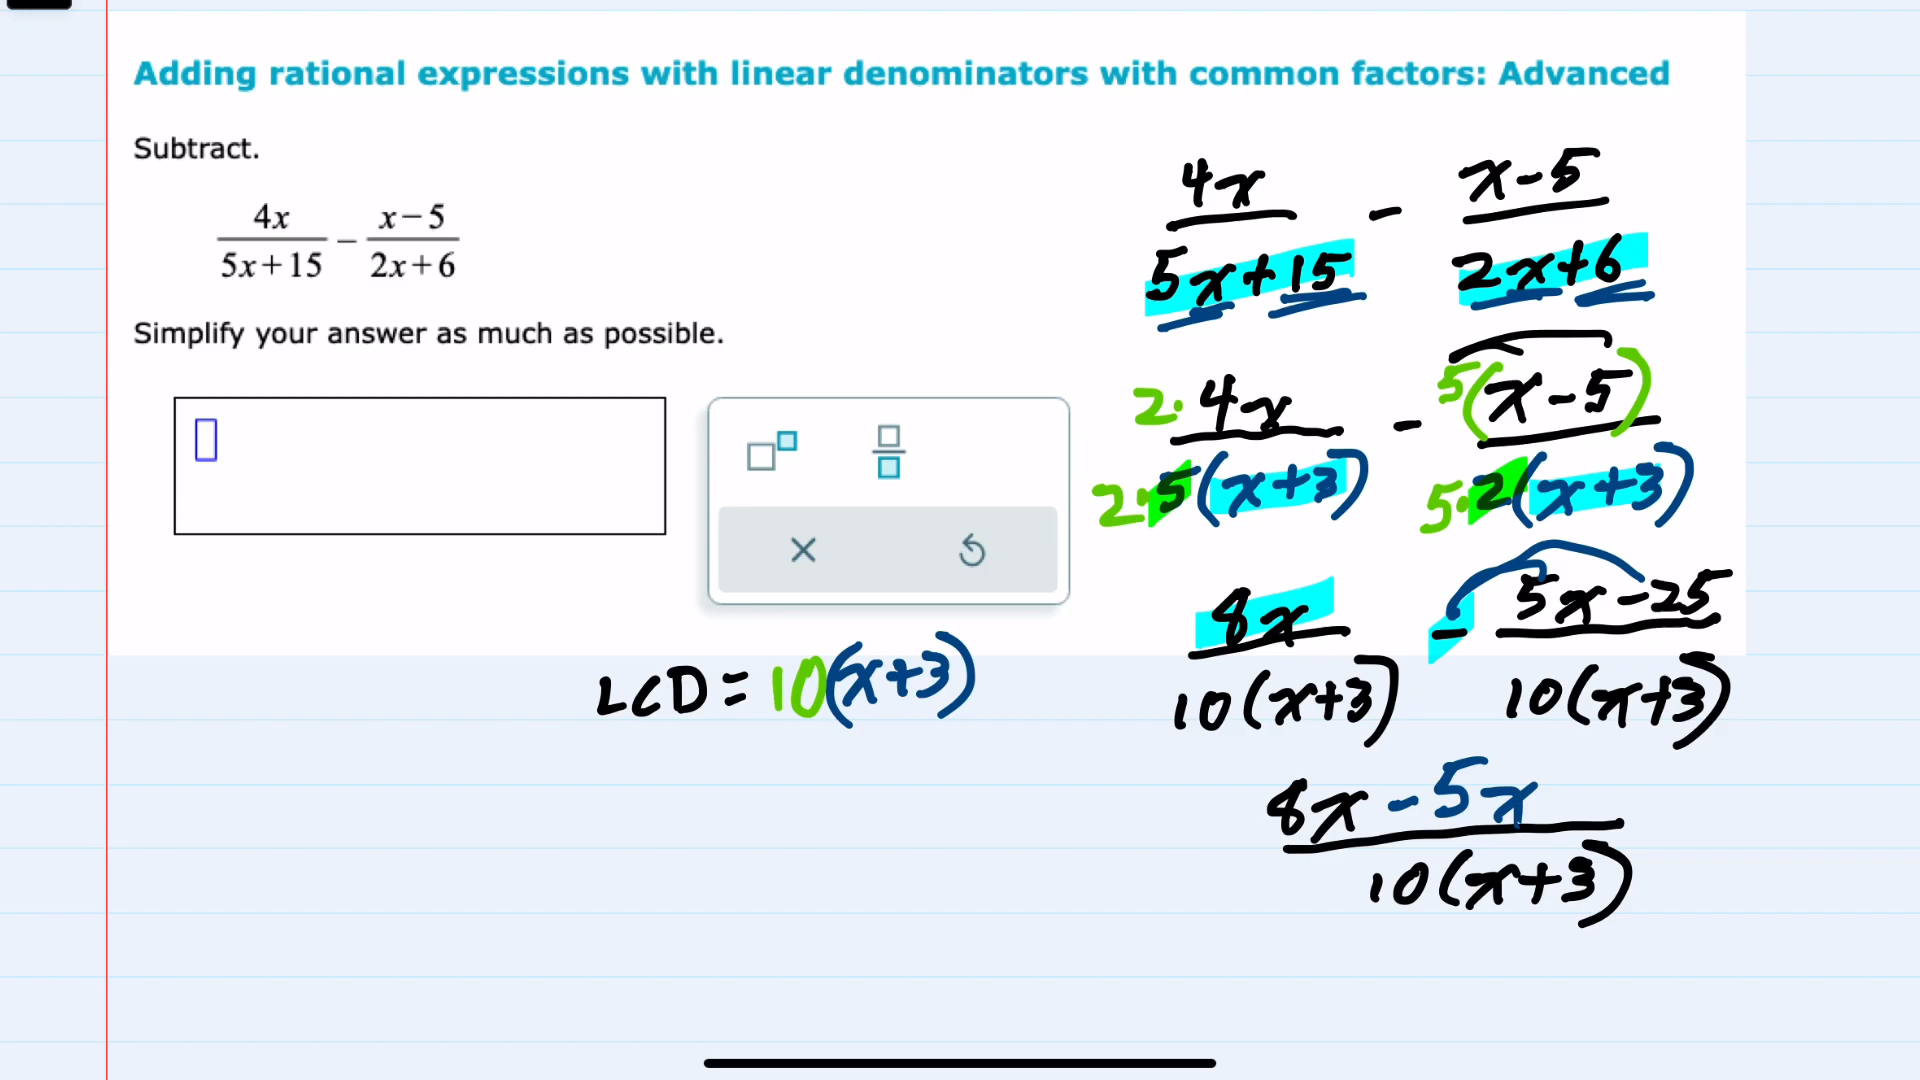 Adding rational expressions with linear denominators with common factors: Advanced
Subtract.
4x/(5x+15) − (x−5)/(2x+6)
Simplify your answer as much as possible.
4x/(5x+15) - (x-5)/(2x+6)
2·4x/(2·5(x+3)) - 5(x-5)/(5·2(x+3))
8x/(10(x+3)) - (5x-25)/(10(x+3))
LCD = 10(x+3)
(8x-5x)/(10(x+3))